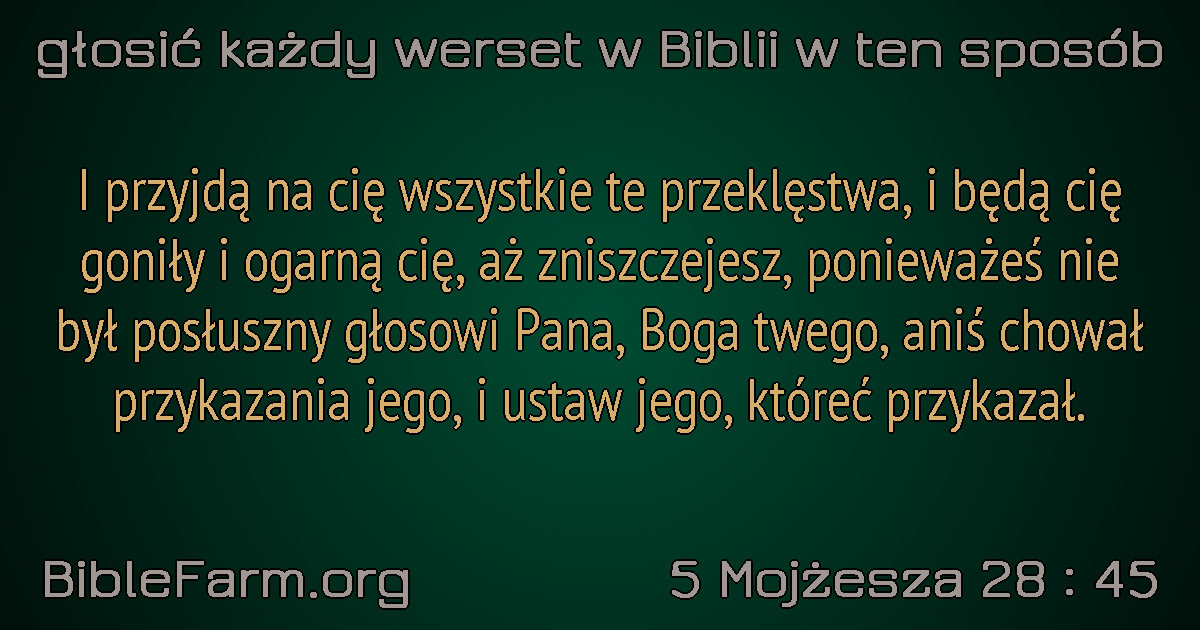 głosić każdy werset w Biblii w ten sposób
I przyjdą na cię wszystkie te przeklęstwa, i będą cię
goniły i ogarną cię, aż zniszczejesz, ponieważeś nie
był posłuszny głosowi Pana, Boga twego, aniś chował
przykazania jego, i ustaw jego, któreć przykazał.
BibleFarm.org
5 Mojżesza 28 : 45